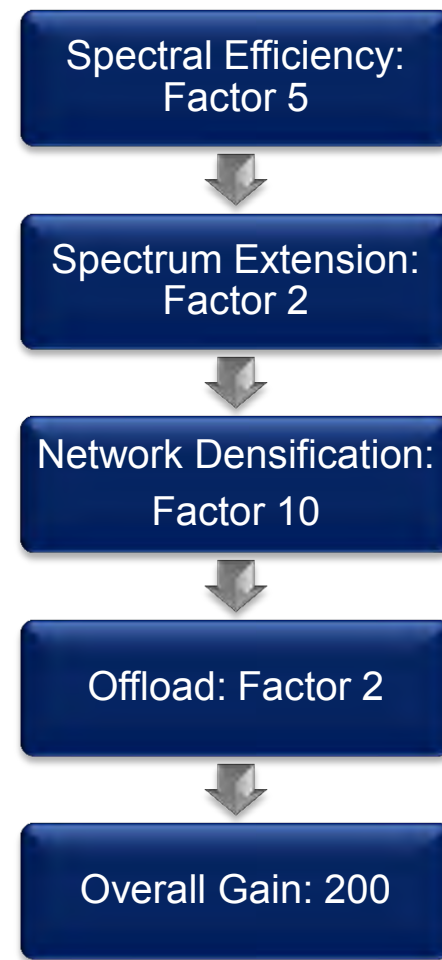 Spectral Efficiency:
Factor 5
Spectrum Extension:
Factor 2
Network Densification:
Factor 10
Offload: Factor 2
Overall Gain: 200